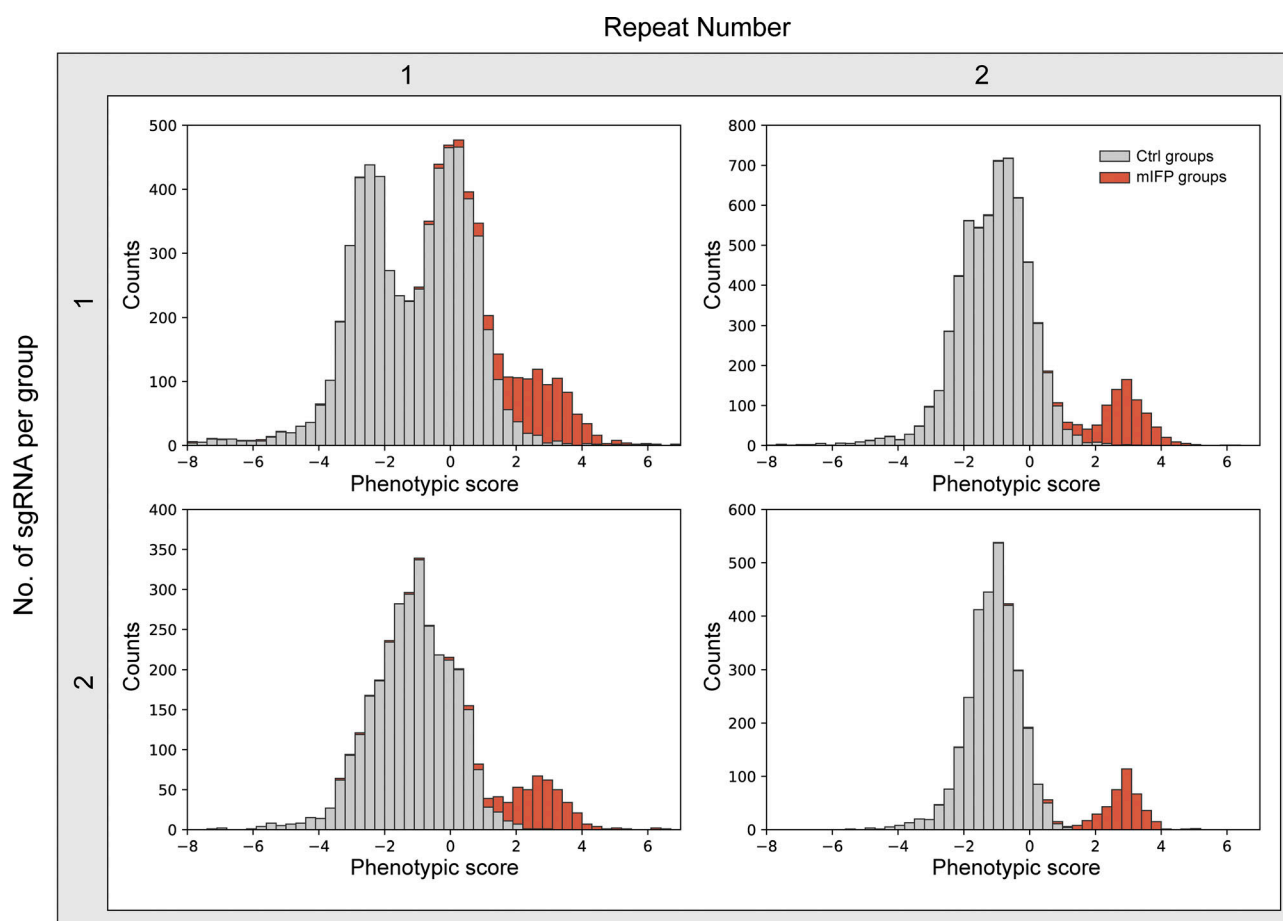 Repeat Number
1
2
No. of sgRNA per group
1
500
400
300
200
100
0
Counts
−8 −6 −4 −2 0 2 4 6
Phenotypic score
800
700
600
500
400
300
200
100
0
Counts
Ctrl groups
mIFP groups
−8 −6 −4 −2 0 2 4 6
Phenotypic score
2
400
350
300
250
200
150
100
50
0
Counts
−8 −6 −4 −2 0 2 4 6
Phenotypic score
600
500
400
300
200
100
0
Counts
−8 −6 −4 −2 0 2 4 6
Phenotypic score